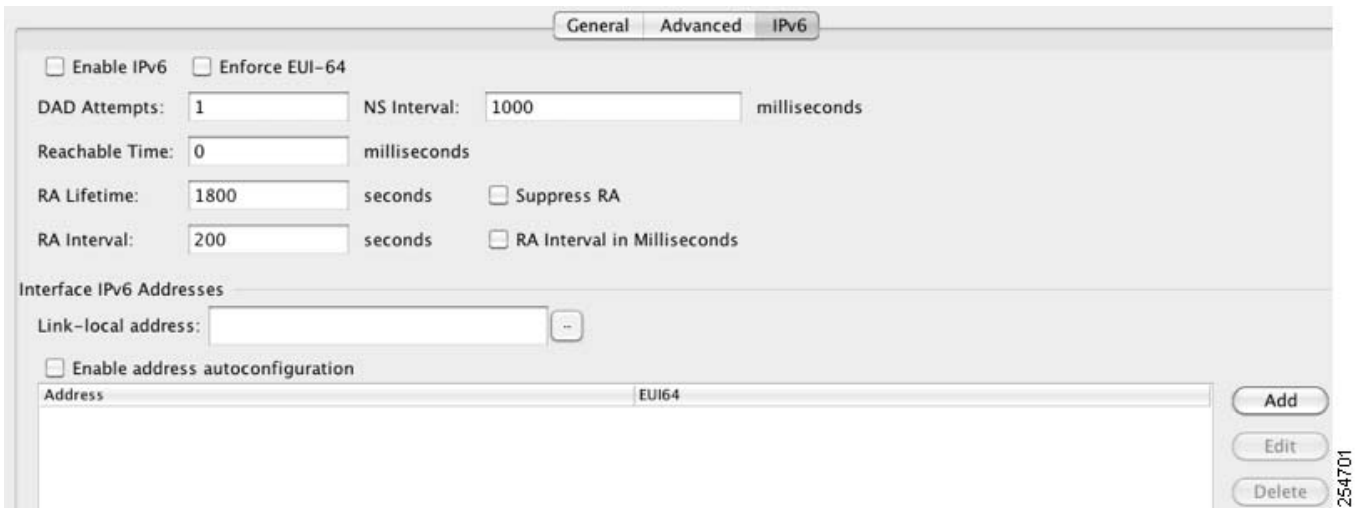 General Advanced IPv6
Enable IPv6 Enforce EUI-64
DAD Attempts: 1 NS Interval: 1000 milliseconds
Reachable Time: 0 milliseconds
RA Lifetime: 1800 seconds Suppress RA
RA Interval: 200 seconds RA Interval in Milliseconds
Interface IPv6 Addresses
Link-local address: ..
Enable address autoconfiguration
Address EUI64
Add
Edit
Delete
254701